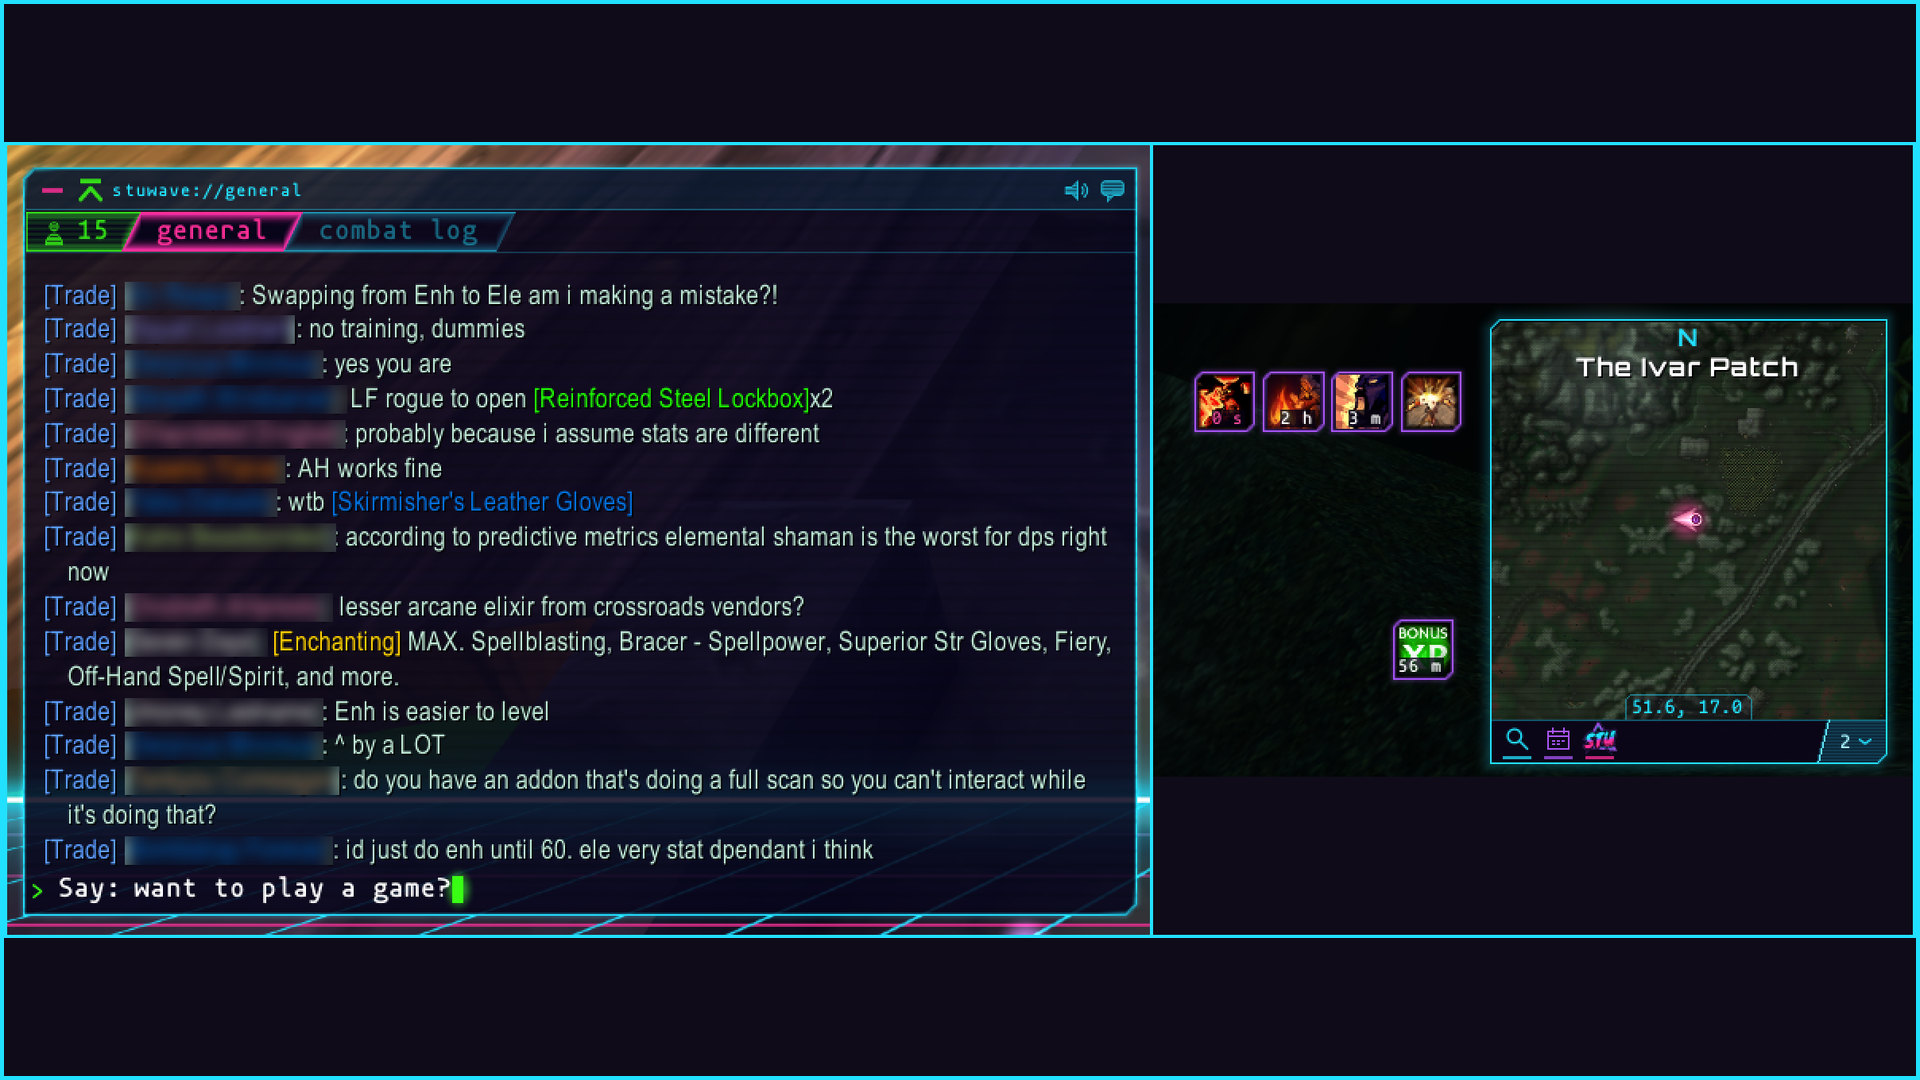 stuwave://general
15 general combat log
[Trade] : Swapping from Enh to Ele am i making a mistake?!
[Trade] : no training, dummies
[Trade] : yes you are
[Trade] LF rogue to open [Reinforced Steel Lockbox]x2
[Trade] : probably because i assume stats are different
[Trade] : AH works fine
[Trade] : wtb [Skirmisher's Leather Gloves]
[Trade] : according to predictive metrics elemental shaman is the worst for dps right
now
[Trade] lesser arcane elixir from crossroads vendors?
[Trade] [Enchanting] MAX. Spellblasting, Bracer - Spellpower, Superior Str Gloves, Fiery,
Off-Hand Spell/Spirit, and more.
[Trade] : Enh is easier to level
[Trade] : ^ by a LOT
[Trade] : do you have an addon that's doing a full scan so you can't interact while
it's doing that?
[Trade] : id just do enh until 60. ele very stat dpendant i think
> Say: want to play a game?
0 s
2 h
3 m
BONUS
XP
56 m
N
The Ivar Patch
51.6, 17.0
STU
2